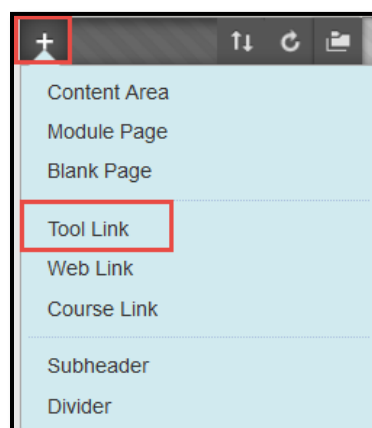 Content Area
Module Page
Blank Page
Tool Link
Web Link
Course Link
Subheader
Divider